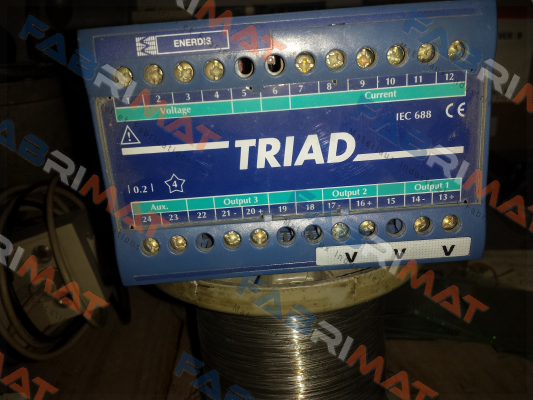 ENERDIS
2 3 4 5 6 7 8 9 10 11 12
Voltage Current
IEC 688 CE
TRIAD
0.2 4
Aux. Output 3 Output 2 Output 1
24 23 22 21 - 20 + 19 18 17 - 16 + 15 14 - 13 +
V V V
FABRIMAT